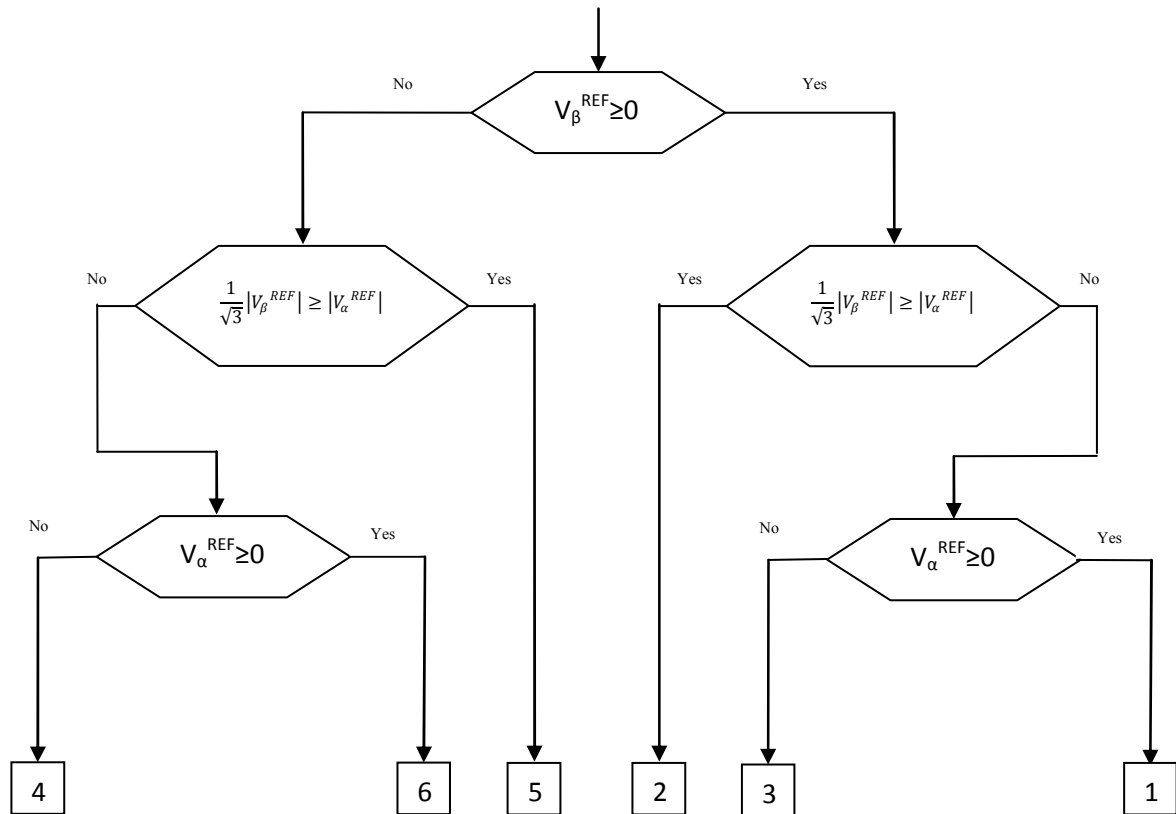 No
Yes
V_β^REF≥0
No
Yes
Yes
No
1/√3 |V_β^REF| ≥ |V_α^REF|
1/√3 |V_β^REF| ≥ |V_α^REF|
No
Yes
No
Yes
V_α^REF≥0
V_α^REF≥0
4
6
5
2
3
1